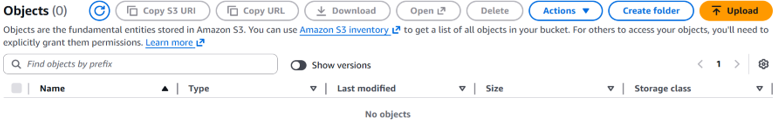 Objects (0)
Copy S3 URI
Copy URL
Download
Open
Delete
Actions
Create folder
Upload
Objects are the fundamental entities stored in Amazon S3. You can use Amazon S3 inventory to get a list of all objects in your bucket. For others to access your objects, you'll need to
explicitly grant them permissions. Learn more
Find objects by prefix
Show versions
1
Name
Type
Last modified
Size
Storage class
No objects